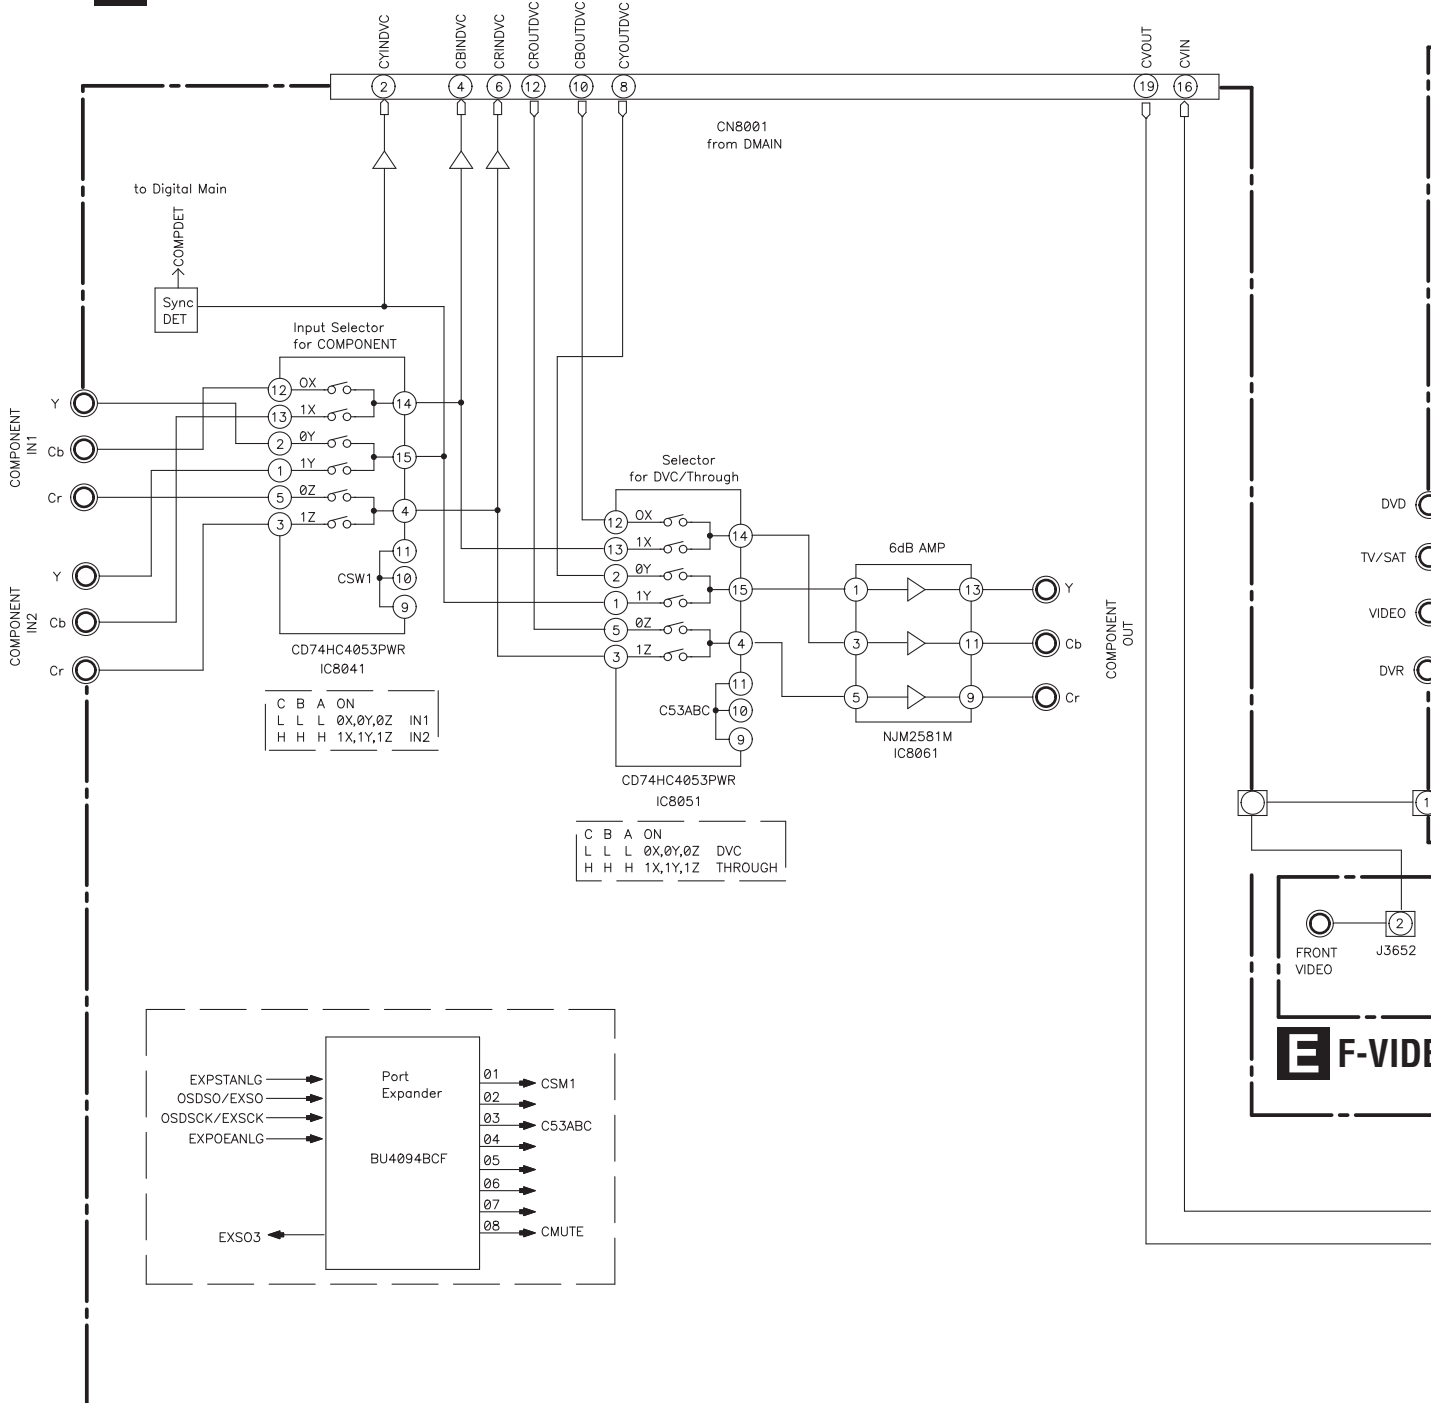 CYINDVC
CBINDVC
CRINDVC
CROUTDVC
CBOUTDVC
CYOUTDVC
CVOUT
CVIN
2
4
6
12
10
8
19
16
CN8001
from DMAIN
to Digital Main
COMPDET
Sync
DET
Input Selector
for COMPONENT
COMPONENT
IN1
Y
Cb
Cr
COMPONENT
IN2
Y
Cb
Cr
12 0X
13 1X
2 0Y
1 1Y
5 0Z
3 1Z
14
15
4
11
10
9
CSW1
CD74HC4053PWR
IC8041
C B A ON
L L L 0X,0Y,0Z IN1
H H H 1X,1Y,1Z IN2
Selector
for DVC/Through
12 0X
13 1X
2 0Y
1 1Y
5 0Z
3 1Z
14
15
4
11
10
9
C53ABC
CD74HC4053PWR
IC8051
C B A ON
L L L 0X,0Y,0Z DVC
H H H 1X,1Y,1Z THROUGH
6dB AMP
1 13
3 11
5 9
NJM2581M
IC8061
Y
Cb
Cr
COMPONENT
OUT
DVD
TV/SAT
VIDEO
DVR
1
2
FRONT
VIDEO
J3652
E F-VIDE
EXPSTANLG
OSDSO/EXSO
OSDSCK/EXSCK
EXPOEANLG
EXSO3
Port
Expander
BU4094BCF
01 CSM1
02
03 C53ABC
04
05
06
07
08 CMUTE